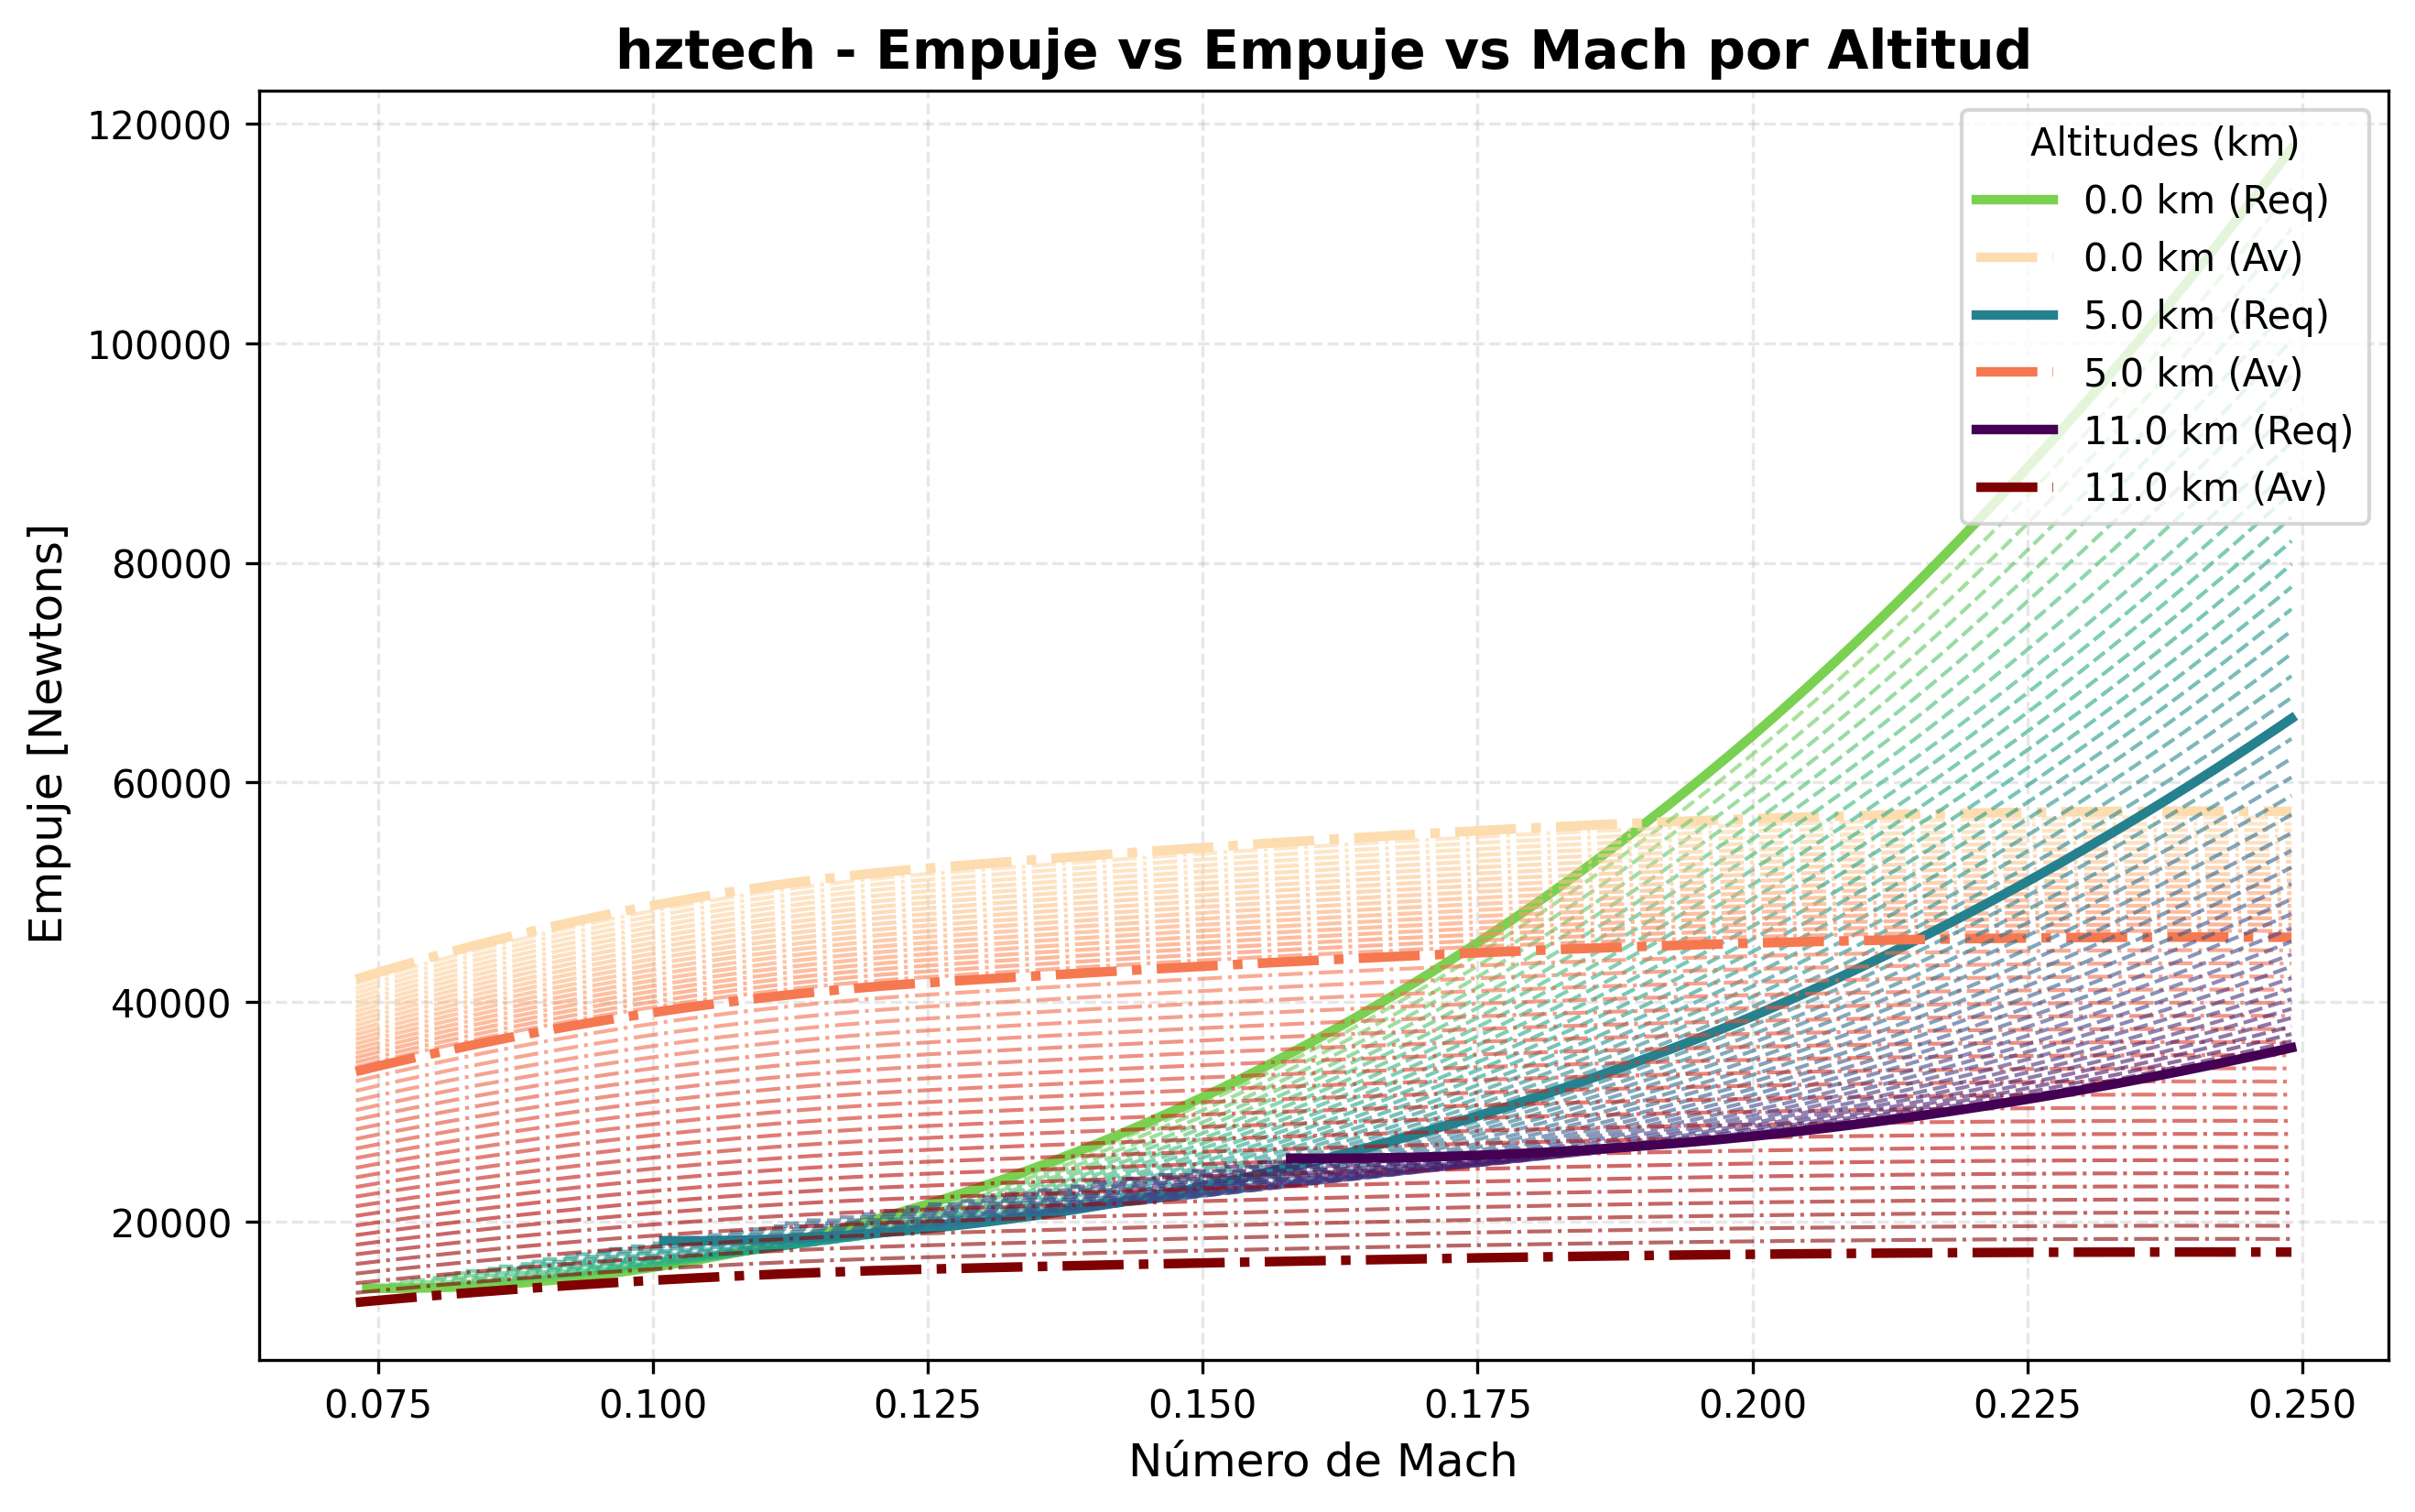 hztech - Empuje vs Empuje vs Mach por Altitud
Empuje [Newtons]
120000
100000
80000
60000
40000
20000
Altitudes (km)
0.0 km (Req)
0.0 km (Av)
5.0 km (Req)
5.0 km (Av)
11.0 km (Req)
11.0 km (Av)
0.075 0.100 0.125 0.150 0.175 0.200 0.225 0.250
Número de Mach